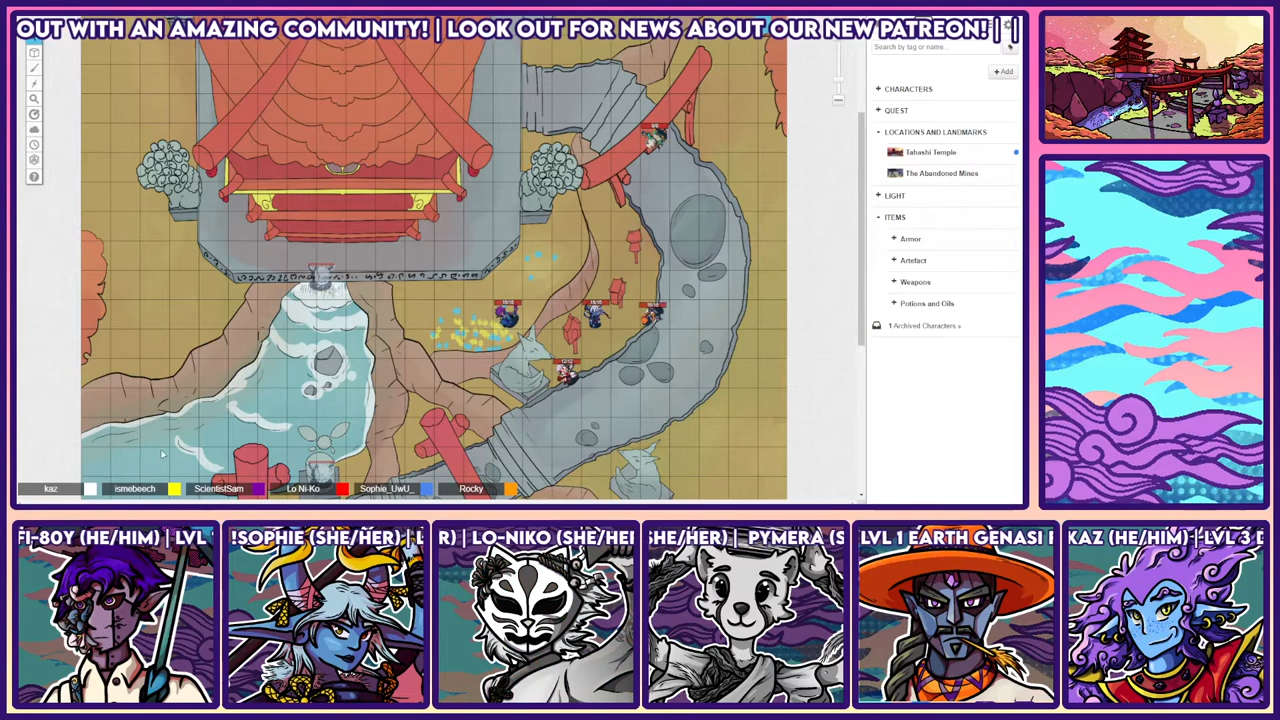 OUT WITH AN AMAZING COMMUNITY! | LOOK OUT FOR NEWS ABOUT OUR NEW PATREON! | |
Search by tag or name...
+ Add
+ CHARACTERS
+ QUEST
- LOCATIONS AND LANDMARKS
Tahashi Temple
The Abandoned Mines
+ LIGHT
- ITEMS
+ Armor
+ Artefact
+ Weapons
+ Potions and Oils
1 Archived Characters »
kaz
ismebeech
ScientistSam
Lo Ni-Ko
Sophie_UwU_
Rocky
FI-80Y (HE/HIM) | LVL
!SOPHIE (SHE/HER) | L
R) | LO-NIKO (SHE/HER
SHE/HER) | PYMERA (S
LVL 1 EARTH GENASI
KAZ (HE/HIM) | LVL 3 D